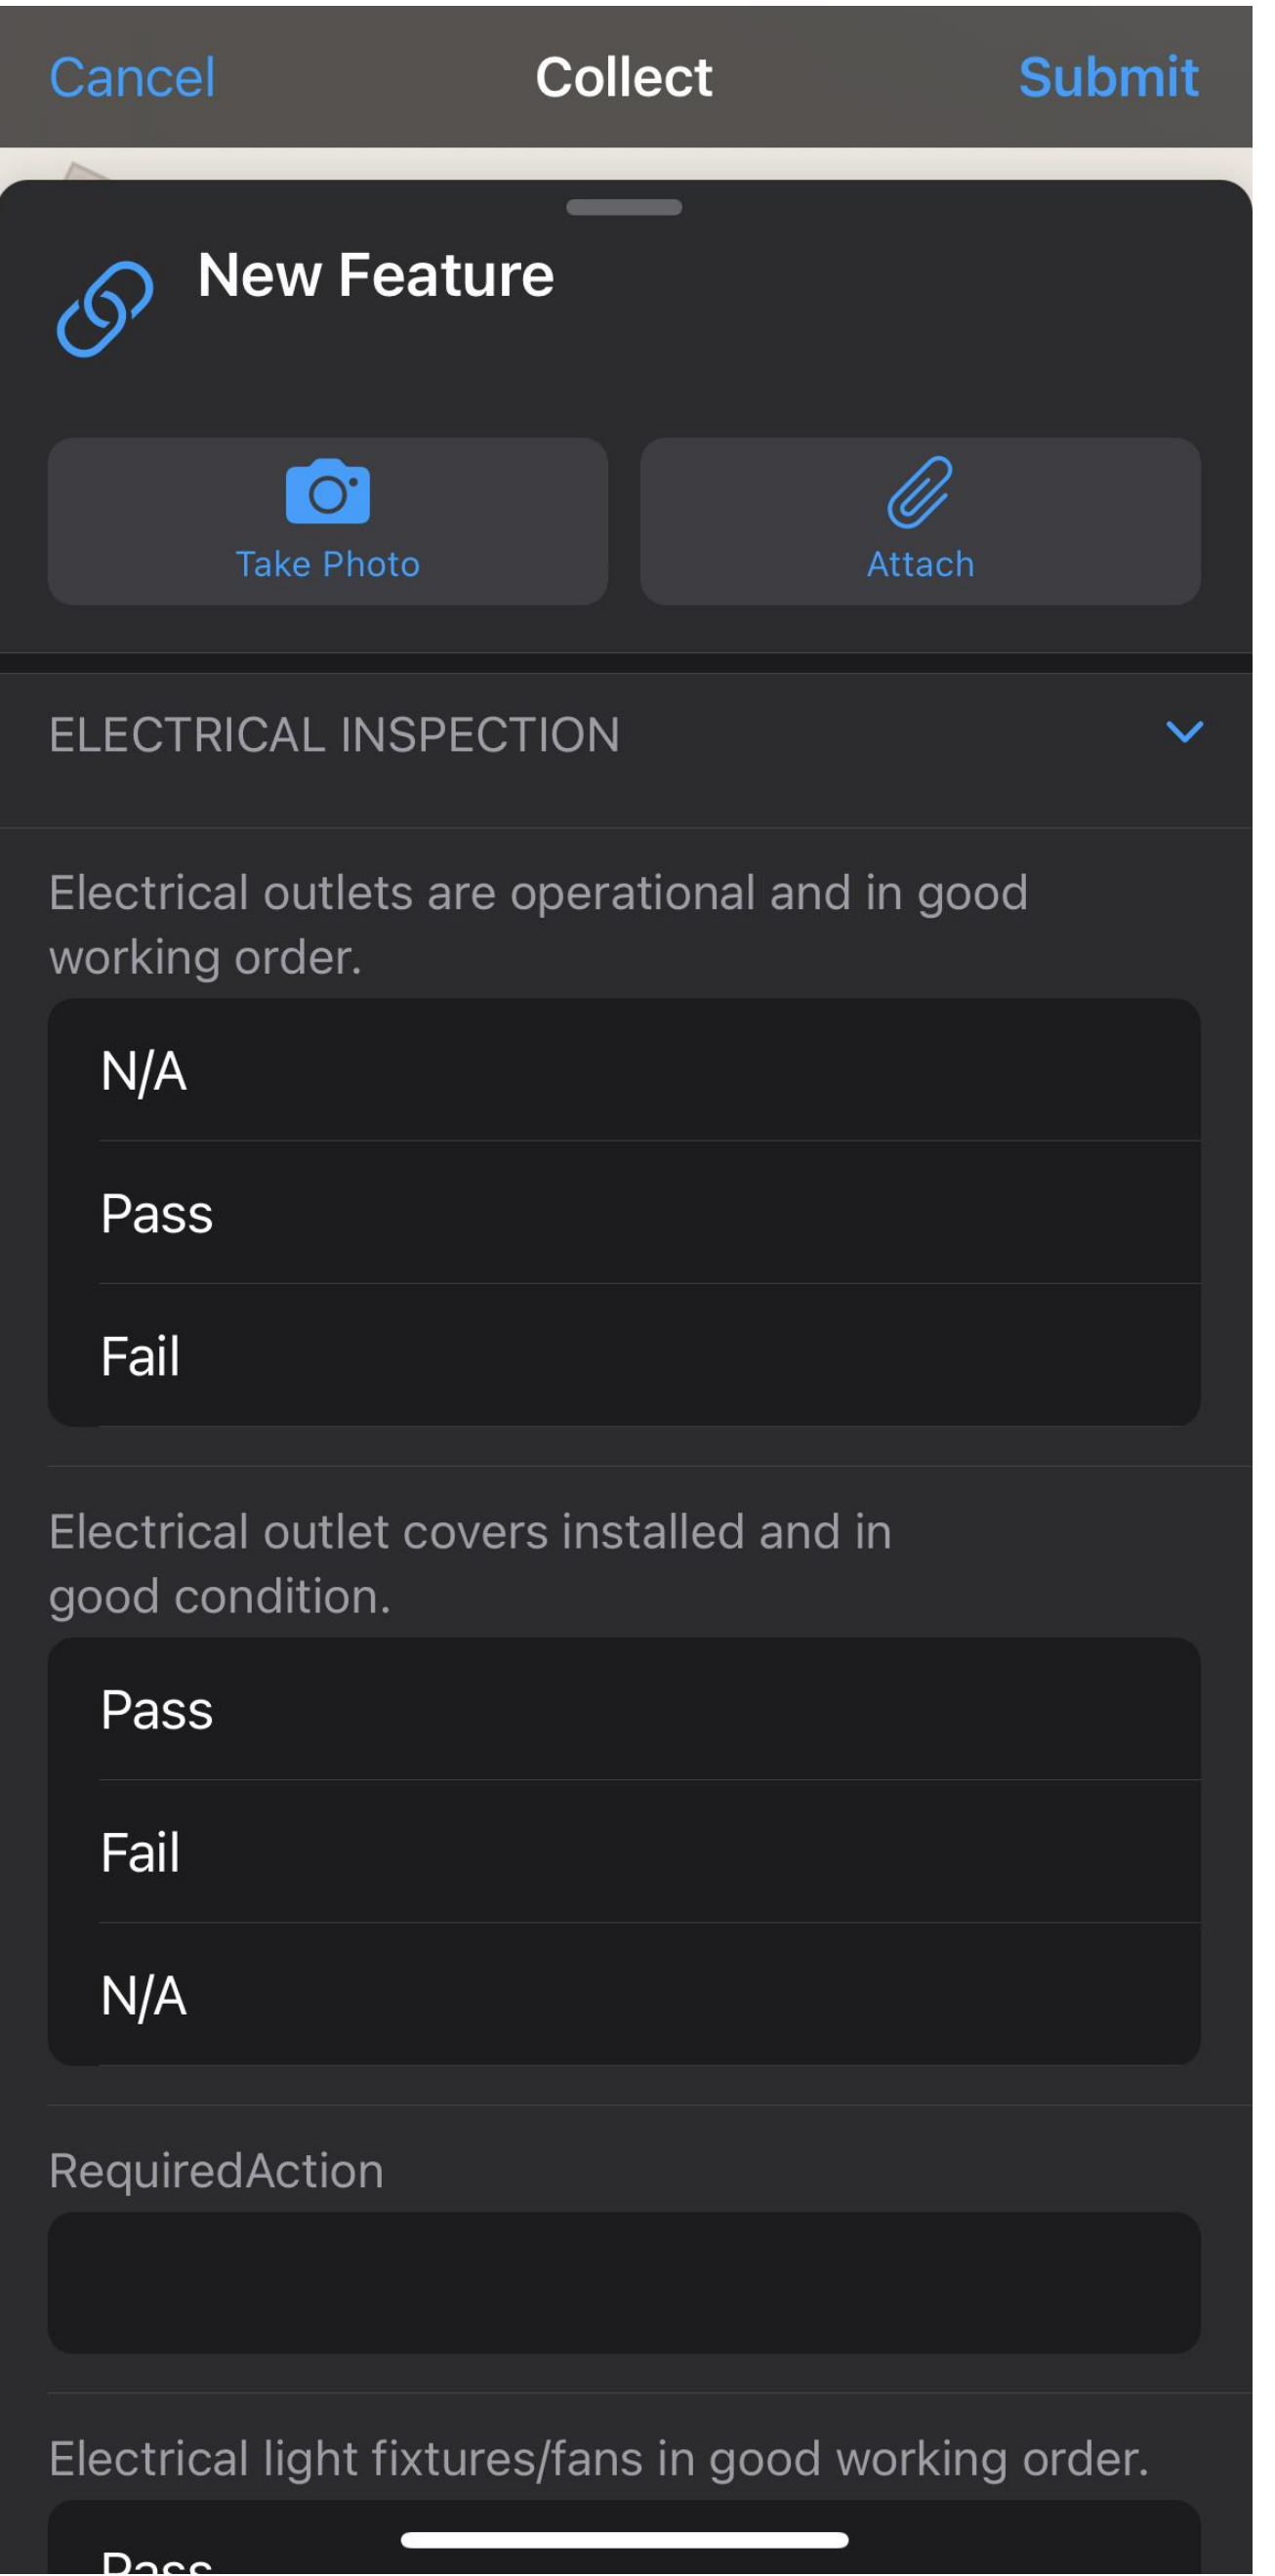 Cancel
Collect
Submit
New Feature
Take Photo
Attach
ELECTRICAL INSPECTION
Electrical outlets are operational and in good
working order.
N/A
Pass
Fail
Electrical outlet covers installed and in
good condition.
Pass
Fail
N/A
RequiredAction
Electrical light fixtures/fans in good working order.
Pass